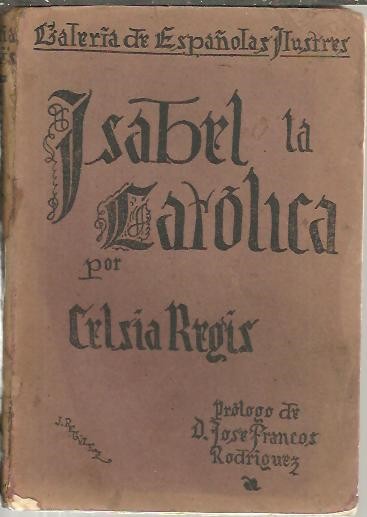 Galería de Españolas Ilustres
Isabel la
Católica
por
Celsia Regis
Prólogo de
D. José Francos
Rodríguez